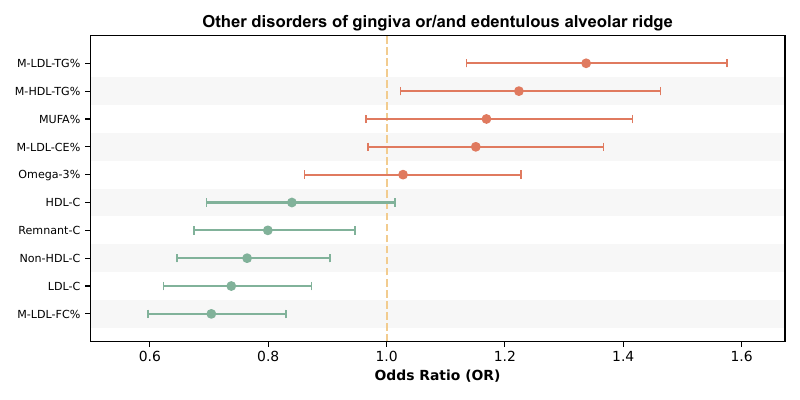 Other disorders of gingiva or/and edentulous alveolar ridge
M-LDL-TG%
M-HDL-TG%
MUFA%
M-LDL-CE%
Omega-3%
HDL-C
Remnant-C
Non-HDL-C
LDL-C
M-LDL-FC%
0.6 0.8 1.0 1.2 1.4 1.6
Odds Ratio (OR)